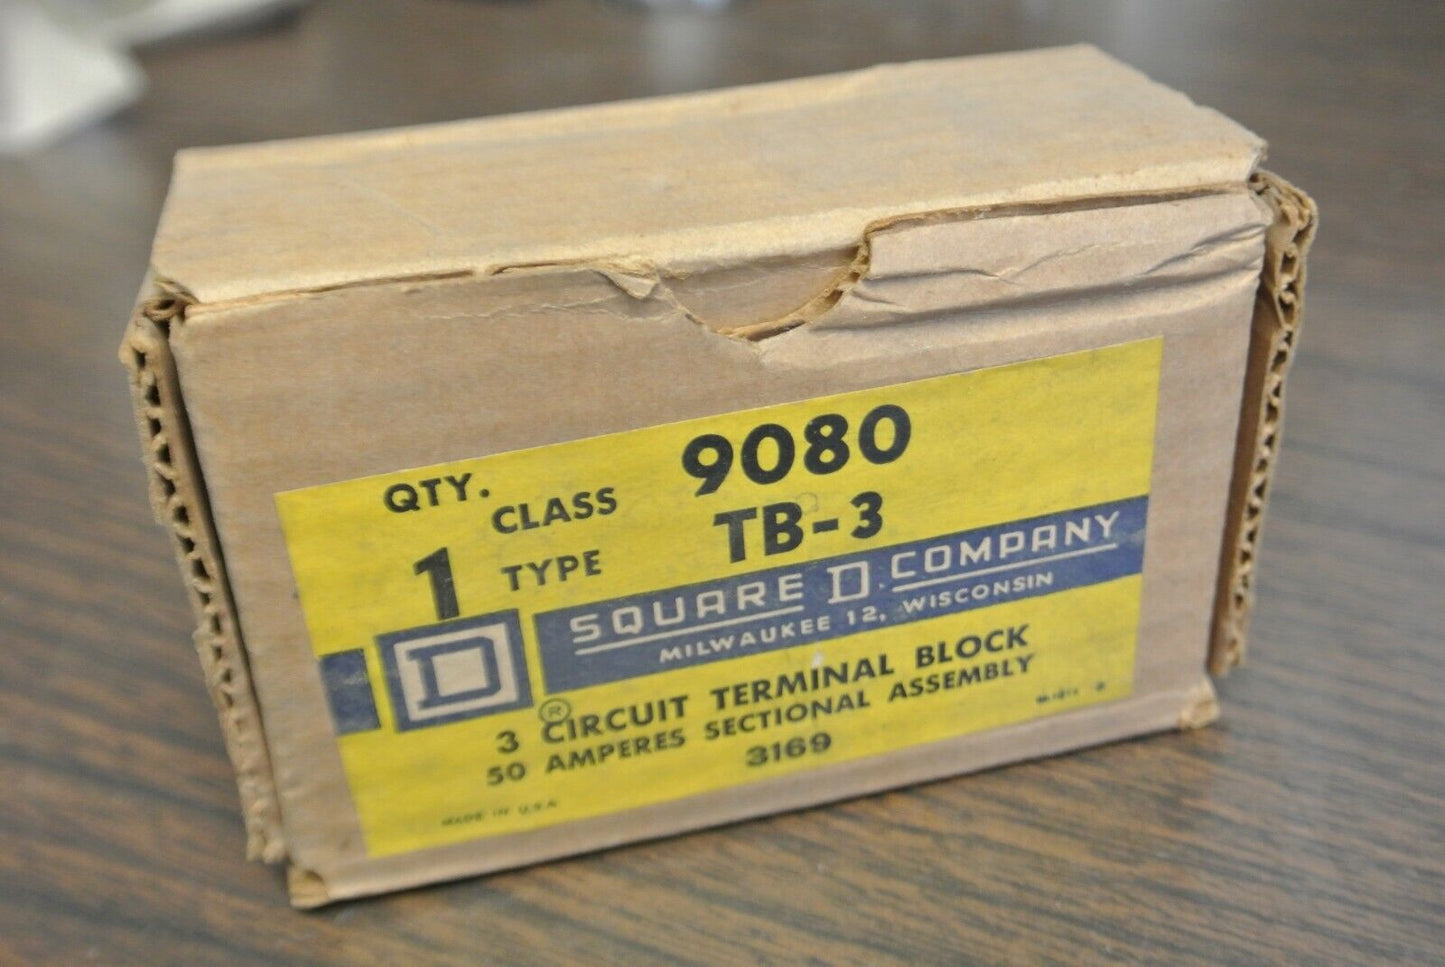 QTY. CLASS 9080
1 TYPE TB-3
SQUARE D COMPANY
MILWAUKEE 12, WISCONSIN
D
®
3 CIRCUIT TERMINAL BLOCK
50 AMPERES SECTIONAL ASSEMBLY
3169
MADE IN U.S.A.